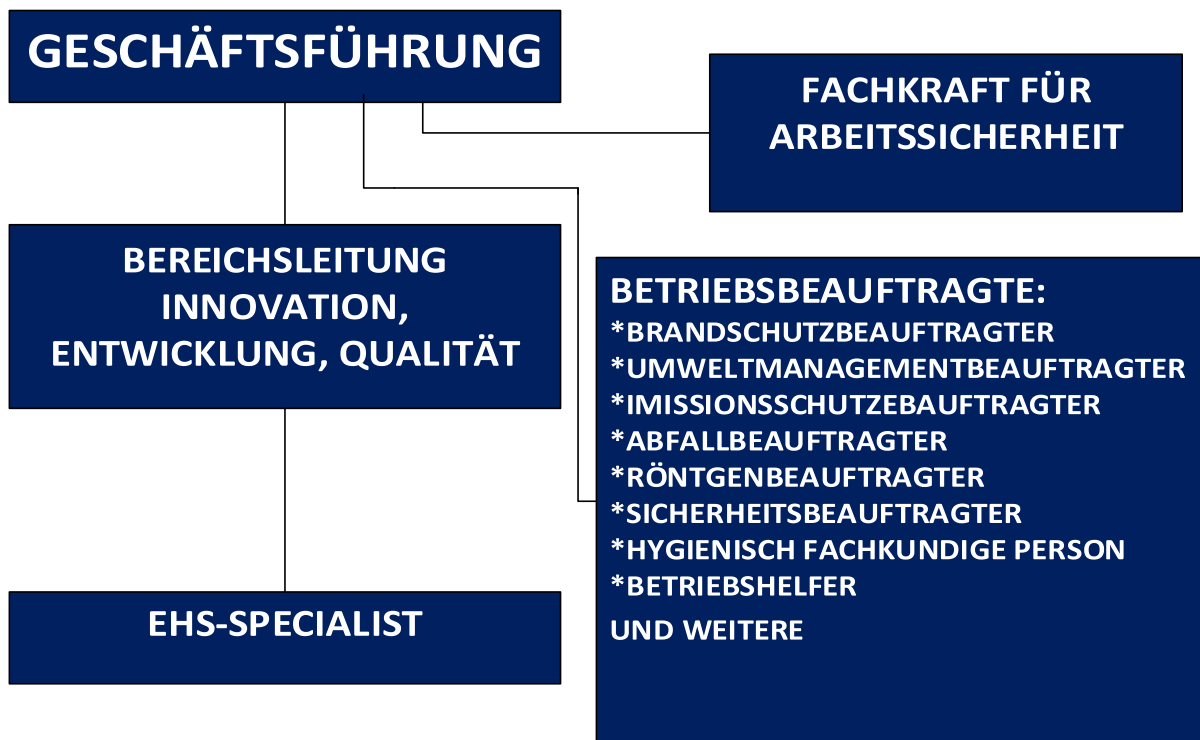 GESCHÄFTSFÜHRUNG
FACHKRAFT FÜR
ARBEITSSICHERHEIT
BEREICHSLEITUNG
INNOVATION,
ENTWICKLUNG, QUALITÄT
BETRIEBSBEAUFTRAGTE:
*BRANDSCHUTZBEAUFTRAGTER
*UMWELTMANAGEMENTBEAUFTRAGTER
*IMISSIONSSCHUTZEBAUFTRAGTER
*ABFALLBEAUFTRAGTER
*RÖNTGENBEAUFTRAGTER
*SICHERHEITSBEAUFTRAGTER
*HYGIENISCH FACHKUNDIGE PERSON
*BETRIEBSHELFER
UND WEITERE
EHS-SPECIALIST